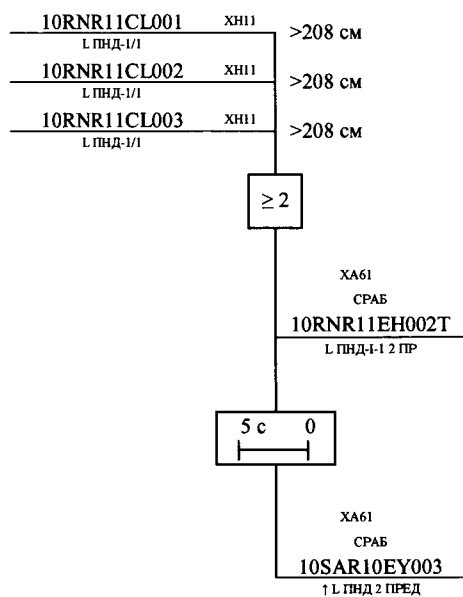 10RNR11CL001 XH11 >208 см
L ПНД-1/1
10RNR11CL002 XH11 >208 см
L ПНД-1/1
10RNR11CL003 XH11 >208 см
L ПНД-1/1
≥ 2
XA61
СРАБ
10RNR11EH002T
L ПНД-I-1 2 ПР
5 с 0
XA61
СРАБ
10SAR10EY003
↑ L ПНД 2 ПРЕД